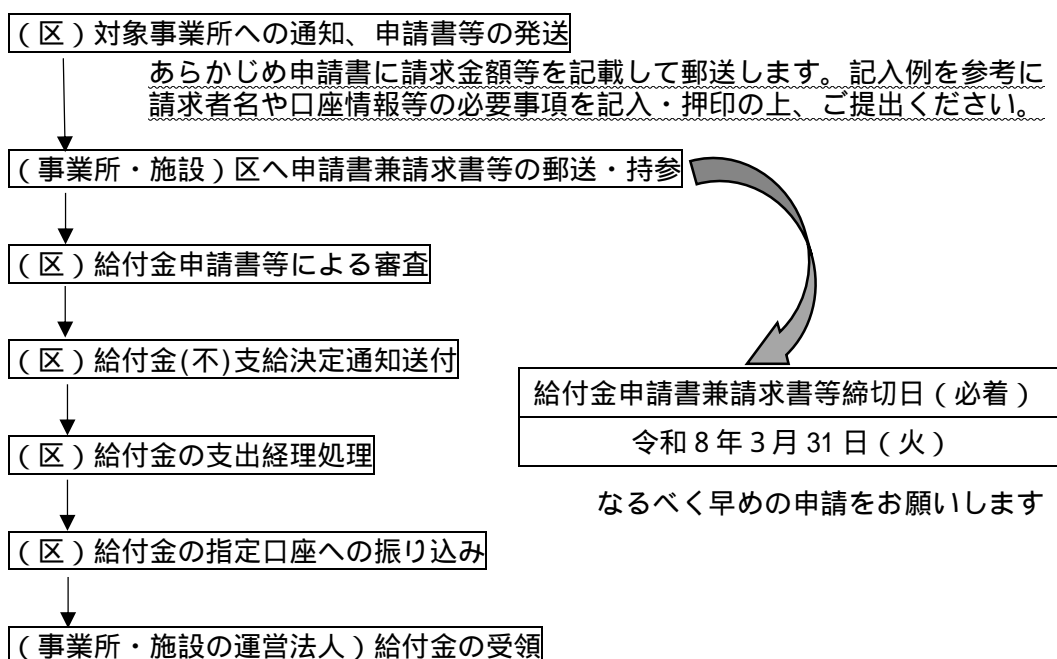 （区）対象事業所への通知、申請書等の発送
あらかじめ申請書に請求金額等を記載して郵送します。記入例を参考に
請求者名や口座情報等の必要事項を記入・押印の上、ご提出ください。
（事業所・施設）区へ申請書兼請求書等の郵送・持参
（区）給付金申請書等による審査
（区）給付金(不)支給決定通知送付
給付金申請書兼請求書等締切日（必着）
令和８年３月 31 日（火）
（区）給付金の支出経理処理
なるべく早めの申請をお願いします
（区）給付金の指定口座への振り込み
（事業所・施設の運営法人）給付金の受領